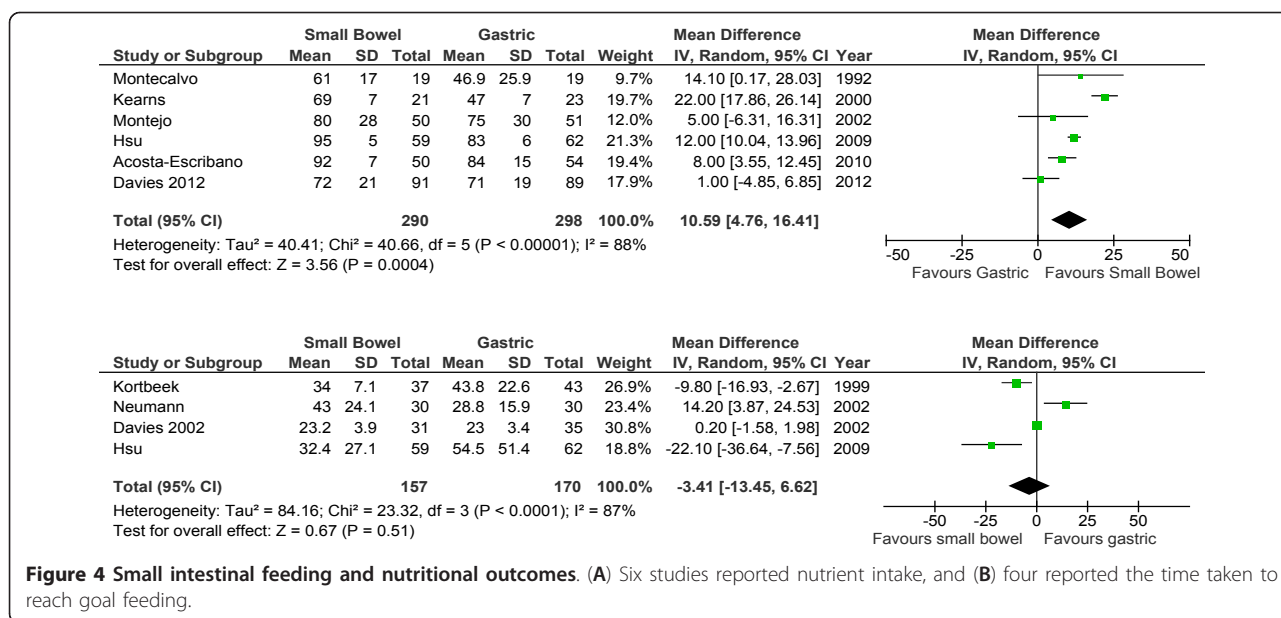 Small Bowel Gastric Mean Difference Mean Difference
Study or Subgroup Mean SD Total Mean SD Total Weight IV, Random, 95% CI Year IV, Random, 95% CI
Montecalvo 61 17 19 46.9 25.9 19 9.7% 14.10 [0.17, 28.03] 1992
Kearns 69 7 21 47 7 23 19.7% 22.00 [17.86, 26.14] 2000
Montejo 80 28 50 75 30 51 12.0% 5.00 [-6.31, 16.31] 2002
Hsu 95 5 59 83 6 62 21.3% 12.00 [10.04, 13.96] 2009
Acosta-Escribano 92 7 50 84 15 54 19.4% 8.00 [3.55, 12.45] 2010
Davies 2012 72 21 91 71 19 89 17.9% 1.00 [-4.85, 6.85] 2012
Total (95% CI) 290 298 100.0% 10.59 [4.76, 16.41]
Heterogeneity: Tau² = 40.41; Chi² = 40.66, df = 5 (P < 0.00001); I² = 88%
Test for overall effect: Z = 3.56 (P = 0.0004)
-50 -25 0 25 50
Favours Gastric Favours Small Bowel
Small Bowel Gastric Mean Difference Mean Difference
Study or Subgroup Mean SD Total Mean SD Total Weight IV, Random, 95% CI Year IV, Random, 95% CI
Kortbeek 34 7.1 37 43.8 22.6 43 26.9% -9.80 [-16.93, -2.67] 1999
Neumann 43 24.1 30 28.8 15.9 30 23.4% 14.20 [3.87, 24.53] 2002
Davies 2002 23.2 3.9 31 23 3.4 35 30.8% 0.20 [-1.58, 1.98] 2002
Hsu 32.4 27.1 59 54.5 51.4 62 18.8% -22.10 [-36.64, -7.56] 2009
Total (95% CI) 157 170 100.0% -3.41 [-13.45, 6.62]
Heterogeneity: Tau² = 84.16; Chi² = 23.32, df = 3 (P < 0.0001); I² = 87%
Test for overall effect: Z = 0.67 (P = 0.51)
-50 -25 0 25 50
Favours small bowel Favours gastric
Figure 4 Small intestinal feeding and nutritional outcomes. (A) Six studies reported nutrient intake, and (B) four reported the time taken to
reach goal feeding.